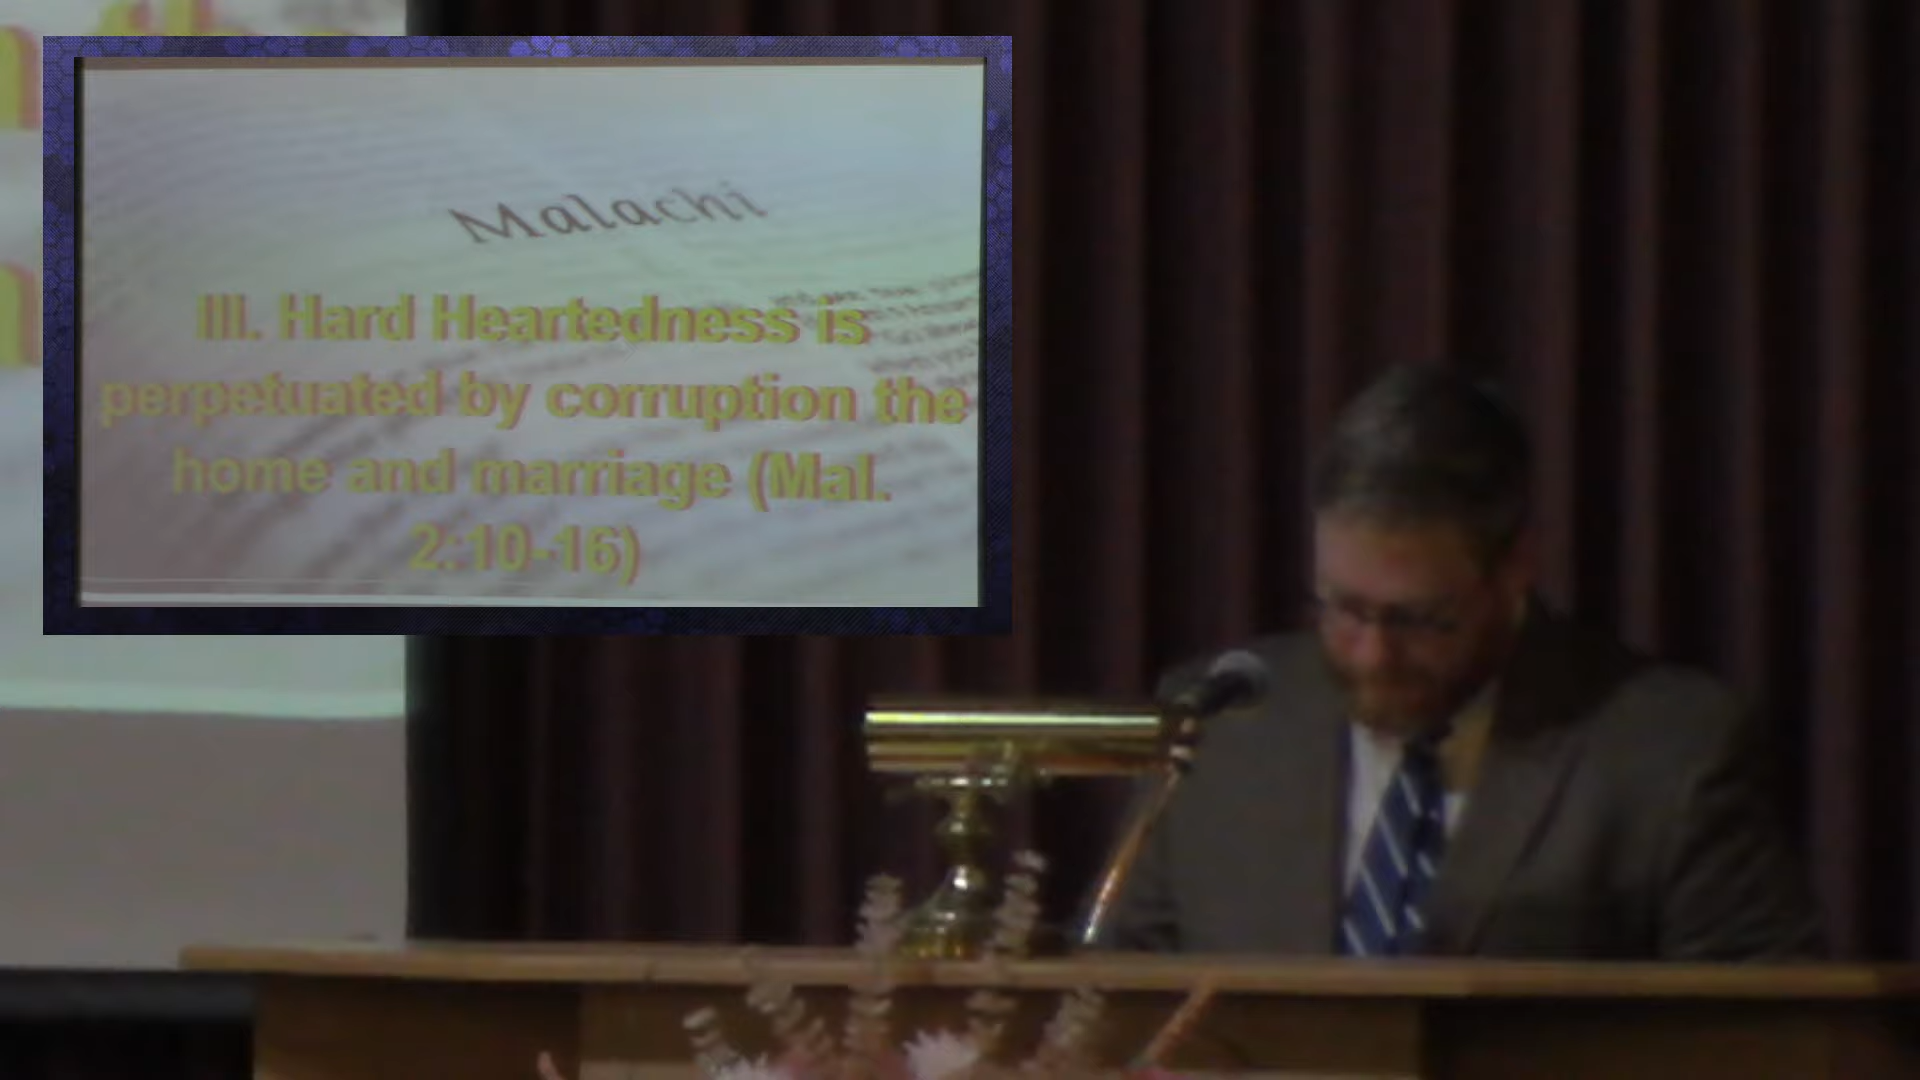 Malachi
III. Hard Heartedness is
perpetuated by corruption the
home and marriage (Mal.
2:10-16)